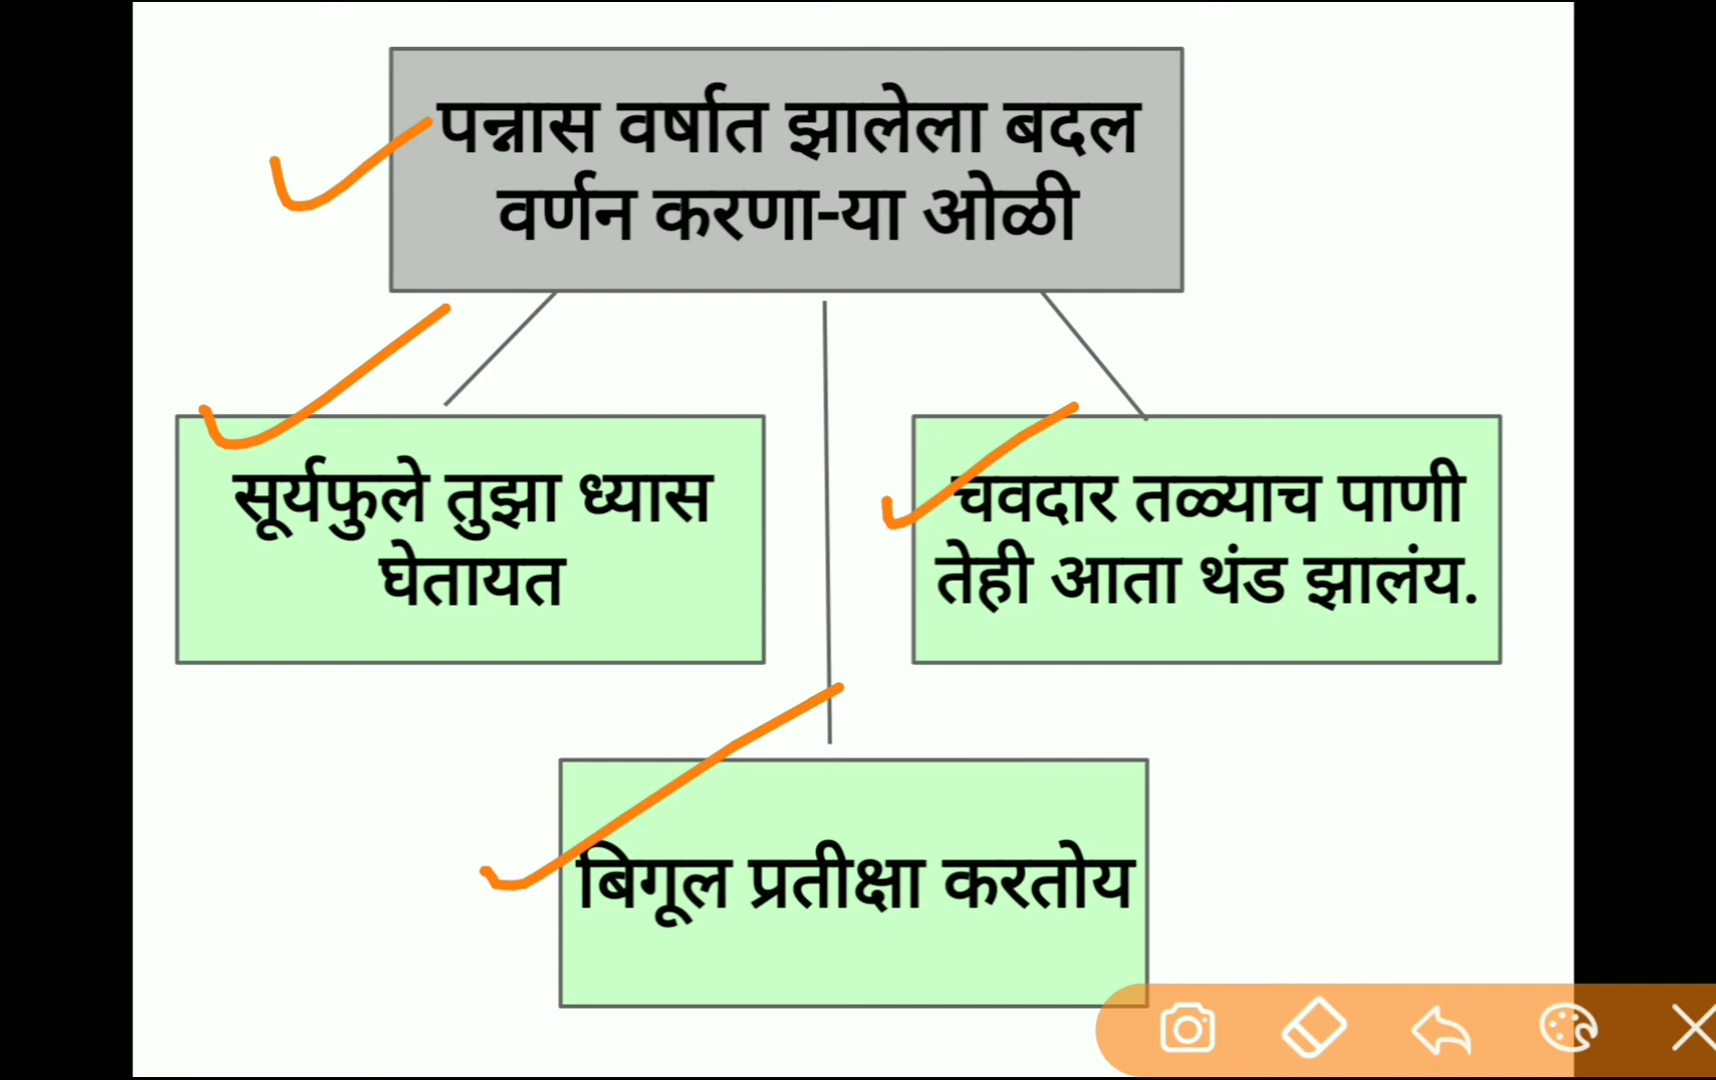 पन्नास वर्षात झालेला बदल
वर्णन करणा-या ओळी
सूर्यफुले तुझा ध्यास
घेतायत
चवदार तळ्याच पाणी
तेही आता थंड झालंय.
बिगूल प्रतीक्षा करतोय